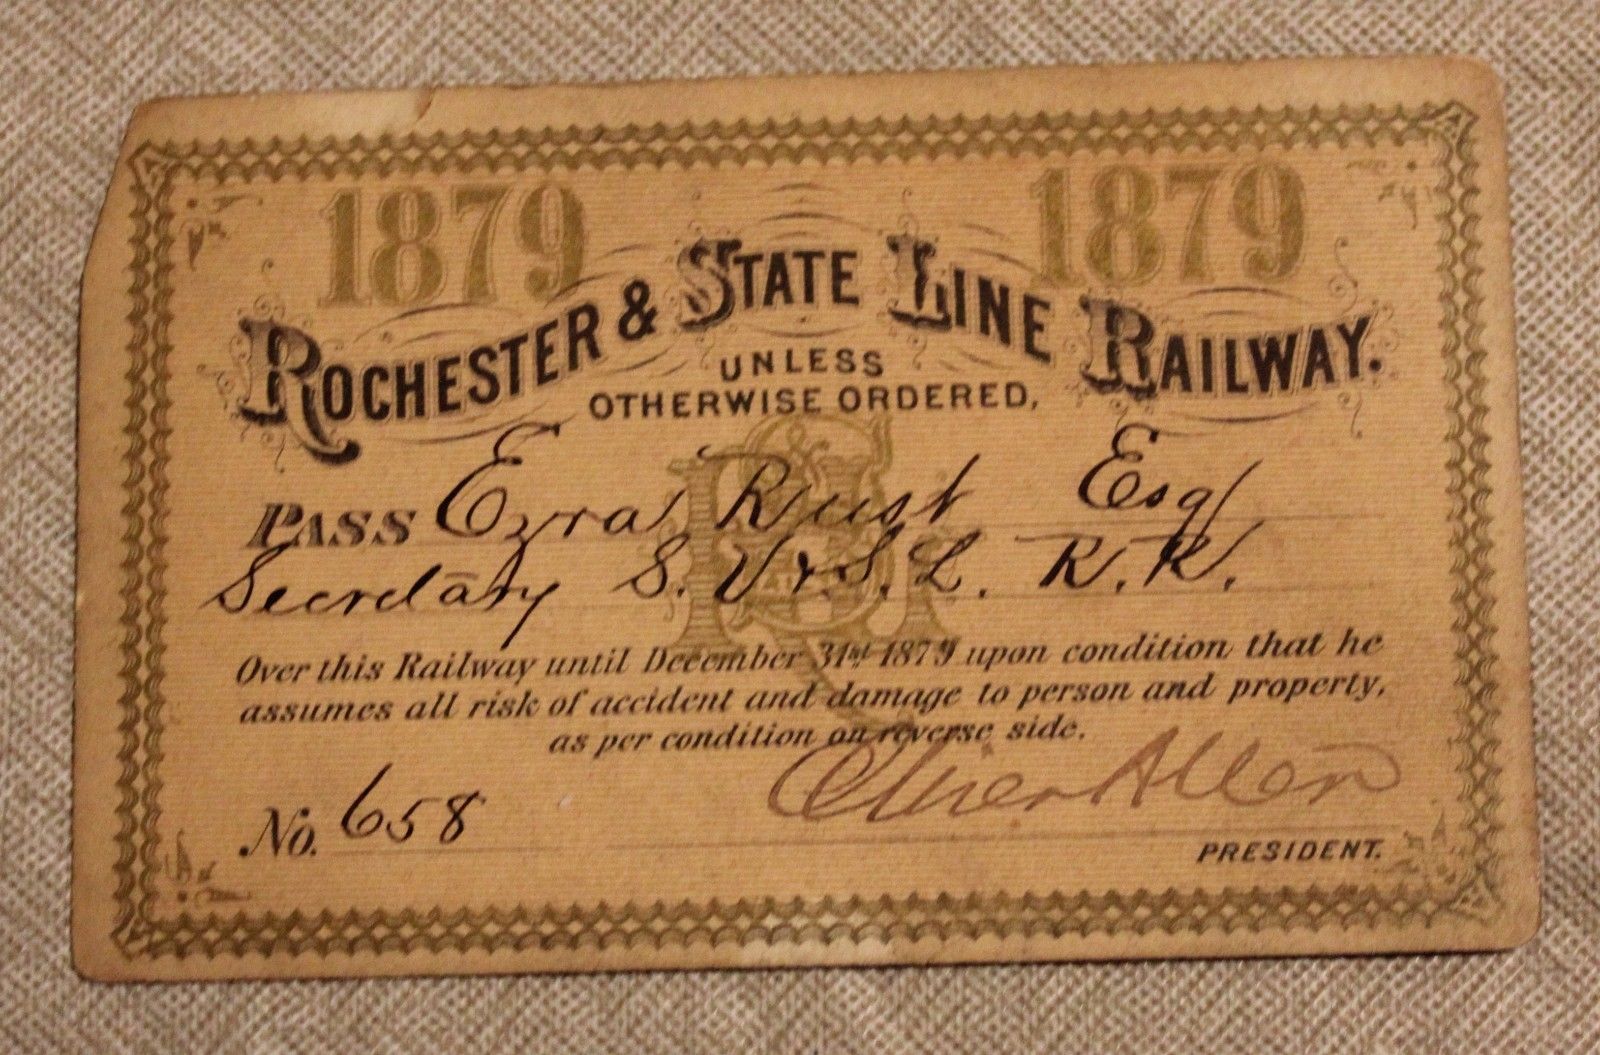 1879 1879
ROCHESTER & STATE LINE RAILWAY.
UNLESS
OTHERWISE ORDERED,
PASS Ezra Rust Esq
Secretary S. V. & S. L. R. R.
Over this Railway until December 31st 1879 upon condition that he
assumes all risk of accident and damage to person and property,
as per condition on reverse side.
No. 658 Oliver Allen
PRESIDENT.